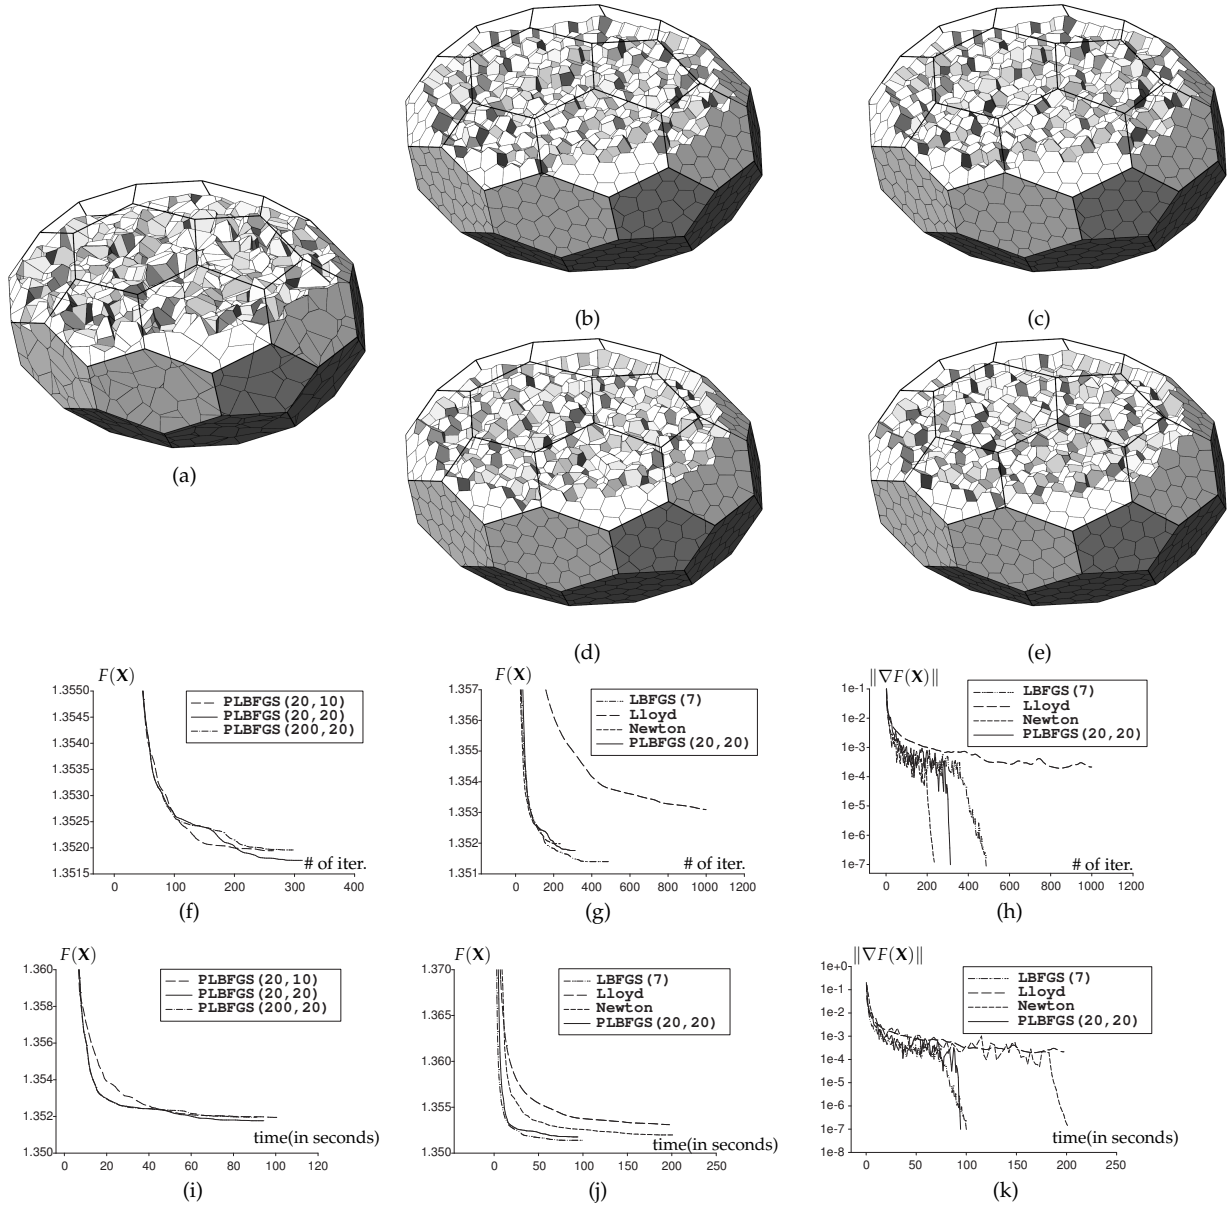 (b)
(c)
(a)
(d)
(e)
F(X)
1.3550
1.3545
1.3540
1.3535
1.3530
1.3525
1.3520
1.3515
PLBFGS(20,10)
PLBFGS(20,20)
PLBFGS(200,20)
# of iter.
0 100 200 300 400
(f)
F(X)
1.357
1.356
1.355
1.354
1.353
1.352
1.351
LBFGS(7)
Lloyd
Newton
PLBFGS(20,20)
# of iter.
0 200 400 600 800 1000 1200
(g)
‖∇F(X)‖
1e-1
1e-2
1e-3
1e-4
1e-5
1e-6
1e-7
LBFGS(7)
Lloyd
Newton
PLBFGS(20,20)
# of iter.
0 200 400 600 800 1000 1200
(h)
F(X)
1.360
1.358
1.356
1.354
1.352
1.350
PLBFGS(20,10)
PLBFGS(20,20)
PLBFGS(200,20)
time(in seconds)
0 20 40 60 80 100 120
(i)
F(X)
1.370
1.365
1.360
1.355
1.350
LBFGS(7)
Lloyd
Newton
PLBFGS(20,20)
time(in seconds)
0 50 100 150 200 250
(j)
‖∇F(X)‖
1e+0
1e-1
1e-2
1e-3
1e-4
1e-5
1e-6
1e-7
1e-8
LBFGS(7)
Lloyd
Newton
PLBFGS(20,20)
time(in seconds)
0 50 100 150 200 250
(k)